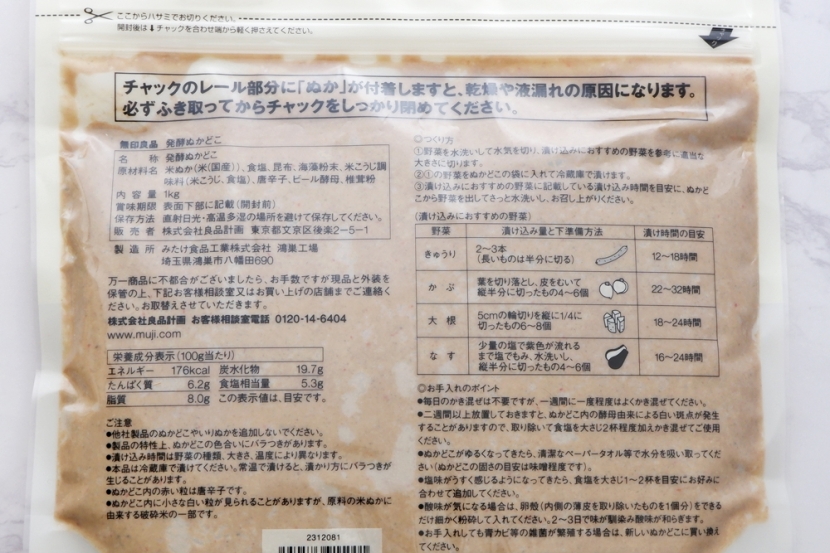 ここからハサミでお切りください。
開封後は⬇チャックを合わせ端から軽く押さえてください。
チャックのレール部分に「ぬか」が付着しますと、乾燥や液漏れの原因になります。
必ずふき取ってからチャックをしっかり閉めてください。
無印良品 発酵ぬかどこ
名称 発酵ぬかどこ
原材料名 米ぬか(米(国産))、食塩、昆布、海藻粉末、米こうじ調
味料(米こうじ、食塩)、唐辛子、ビール酵母、椎茸粉
内容量 1kg
賞味期限 表面下部に記載(開封前)
保存方法 直射日光・高温多湿の場所を避けて保存してください。
販売者 株式会社良品計画 東京都文京区後楽2−5−1
製造所 みたけ食品工業株式会社 鴻巣工場
埼玉県鴻巣市八幡田690
万一商品に不都合がございましたら、お手数ですが現品と外装を
保管の上、下記お客様相談室又はお買い上げの店舗までご連絡く
ださい。お取替えさせていただきます。
株式会社良品計画 お客様相談室電話 0120-14-6404
www.muji.com
栄養成分表示(100g当たり)
エネルギー 176kcal 炭水化物 19.7g
たんぱく質 6.2g 食塩相当量 5.3g
脂質 8.0g この表示値は、目安です。
ご注意
●他社製品のぬかどこやいりぬかを追加しないでください。
●製品の特性上、ぬかどこの色合いにバラつきがあります。
●漬け込み時間は野菜の種類、大きさ、温度により異なります。
●本品は冷蔵庫で漬けてください。常温で漬けると、漬かり方にバラつきが
生じることがあります。
●ぬかどこ内の赤い粒は唐辛子です。
●ぬかどこ内に小さな白い粒が見られることがありますが、原料の米ぬかに
由来する破砕米の一部です。
2312081
◎つくり方
①野菜を水洗いして水気を切り、漬け込みにおすすめの野菜を参考に適当な
大きさに切ります。
②①の野菜をぬかどこの袋に入れて冷蔵庫で漬けます。
③漬け込みにおすすめの野菜に記載している漬け込み時間を目安に、ぬかど
こから野菜を出してさっと水洗いし、お召し上がりください。
(漬け込みにおすすめの野菜)
野菜 漬け込み量と下準備方法 漬け時間の目安
きゅうり 2〜3本
(長いものは半分に切る) 12〜18時間
かぶ 葉を切り落とし、皮をむいて
縦半分に切ったもの4〜6個 22〜32時間
大根 5cmの輪切りを縦に1/4に
切ったもの6〜8個 18〜24時間
なす 少量の塩で紫色が流れる
まで塩でもみ、水洗いし、
縦半分に切ったもの4〜6個 16〜24時間
◎お手入れのポイント
●毎日のかき混ぜは不要ですが、一週間に一度程度はよくかき混ぜてください。
●二週間以上放置しておきますと、ぬかどこ内の酵母由来による白い斑点が発生
することがありますので、取り除いて食塩を大さじ2杯程度加えかき混ぜてご使用
ください。
●ぬかどこがゆるくなってきたら、清潔なペーパータオル等で水分を吸い取ってく
ださい(ぬかどこの固さの目安は味噌程度です)。
●塩味がうすく感じるようになってきたら、食塩を大さじ1〜2杯を目安にお好みに
合わせて追加してください。
●酸味が気になる場合は、卵殻(内側の薄皮を取り除いたもの を1個分)をできる
だけ細かく粉砕して入れてください。2〜3日で味が馴染み酸味が和らぎます。
●お手入れしても青カビ等の雑菌が繁殖する場合は、新しいぬかどこに買い換え
てください。